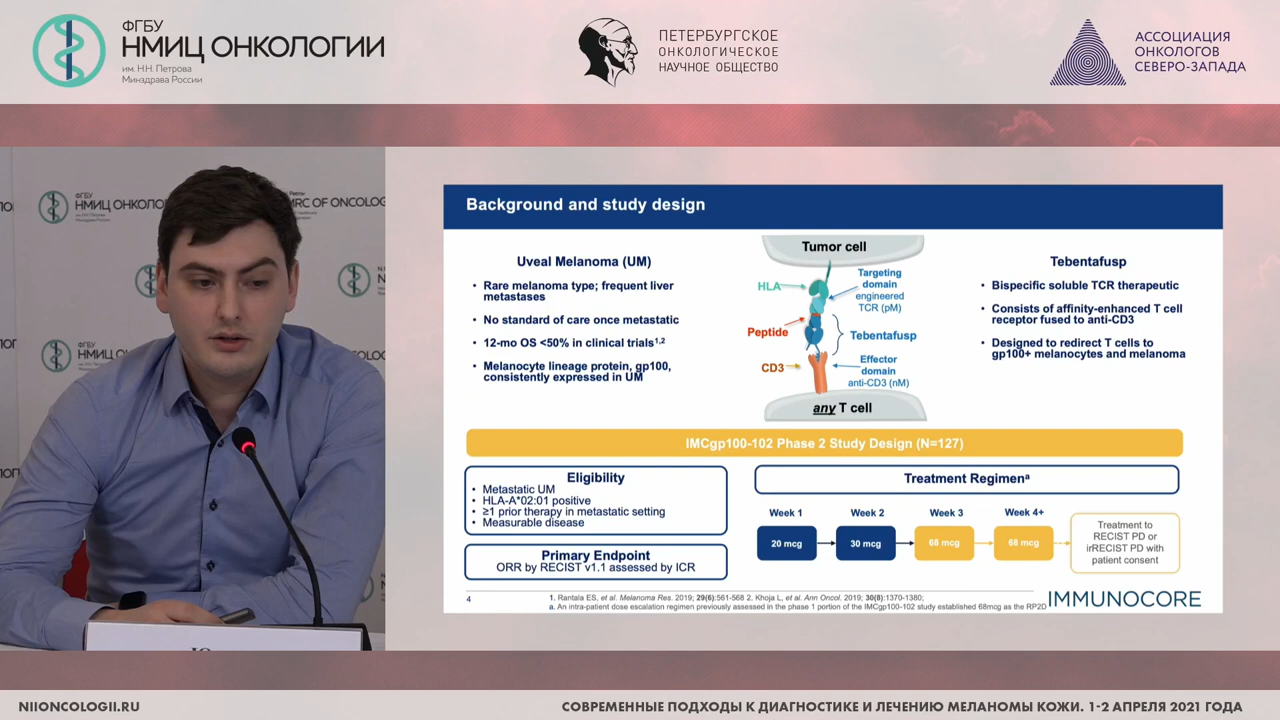 ФГБУ
НМИЦ ОНКОЛОГИИ
им. Н.Н. Петрова
Минздрава России
ПЕТЕРБУРГСКОЕ
ОНКОЛОГИЧЕСКОЕ
НАУЧНОЕ ОБЩЕСТВО
АССОЦИАЦИЯ
ОНКОЛОГОВ
СЕВЕРО-ЗАПАДА
ФГБУ
НМИЦ ОНКОЛО
RC OF ONCOLOG
ФГБУ
НМИЦ О
Background and study design
Uveal Melanoma (UM)
• Rare melanoma type; frequent liver
metastases
• No standard of care once metastatic
• 12-mo OS <50% in clinical trials1,2
• Melanocyte lineage protein, gp100,
consistently expressed in UM
Tumor cell
HLA
Targeting
domain
engineered
TCR (pM)
Peptide
Tebentafusp
CD3
Effector
domain
anti-CD3 (nM)
any T cell
Tebentafusp
• Bispecific soluble TCR therapeutic
• Consists of affinity-enhanced T cell
receptor fused to anti-CD3
• Designed to redirect T cells to
gp100+ melanocytes and melanoma
IMCgp100-102 Phase 2 Study Design (N=127)
Eligibility
• Metastatic UM
• HLA-A*02:01 positive
• ≥1 prior therapy in metastatic setting
• Measurable disease
Primary Endpoint
ORR by RECIST v1.1 assessed by ICR
Treatment Regimenª
Week 1 Week 2 Week 3 Week 4+
20 mcg 30 mcg 68 mcg 68 mcg
Treatment to
RECIST PD or
irRECIST PD with
patient consent
4
1. Rantala ES, et al. Melanoma Res. 2019; 29(6):561-568 2. Khoja L, et al. Ann Oncol. 2019; 30(8):1370-1380;
a. An intra-patient dose escalation regimen previously assessed in the phase 1 portion of the IMCgp100-102 study established 68mcg as the RP2D
IMMUNOCORE
NIIONCOLOGII.RU
СОВРЕМЕННЫЕ ПОДХОДЫ К ДИАГНОСТИКЕ И ЛЕЧЕНИЮ МЕЛАНОМЫ КОЖИ. 1-2 АПРЕЛЯ 2021 ГОДА